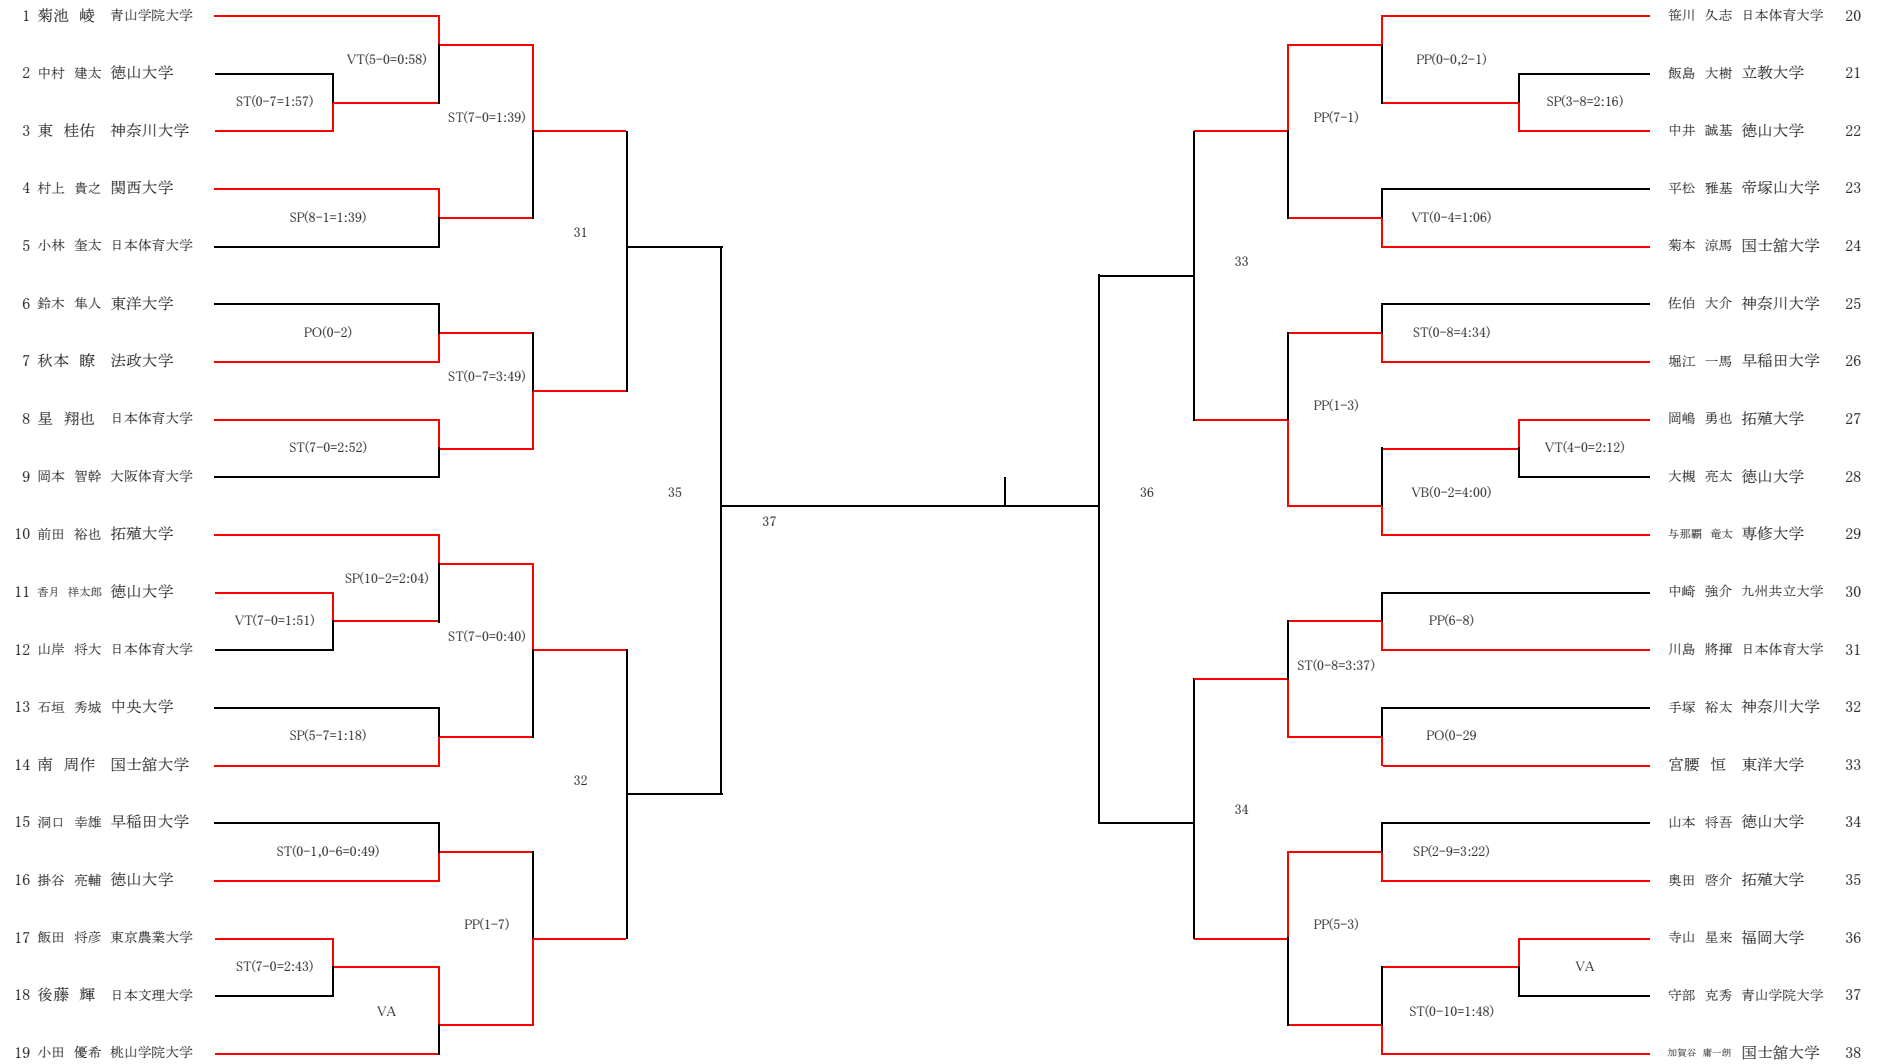 1 菊池 崚 青山学院大学
VT(5-0=0:58)
2 中村 建太 徳山大学
ST(0-7=1:57)
ST(7-0=1:39)
3 東 桂佑 神奈川大学
4 村上 貴之 関西大学
SP(8-1=1:39)
31
5 小林 奎太 日本体育大学
6 鈴木 隼人 東洋大学
PO(0-2)
7 秋本 瞭 法政大学
ST(0-7=3:49)
8 星 翔也 日本体育大学
ST(7-0=2:52)
9 岡本 智幹 大阪体育大学
35
37
10 前田 裕也 拓殖大学
SP(10-2=2:04)
11 香月 祥太郎 徳山大学
VT(7-0=1:51)
ST(7-0=0:40)
12 山岸 将大 日本体育大学
13 石垣 秀城 中央大学
SP(5-7=1:18)
14 南 周作 国士舘大学
32
15 洞口 幸雄 早稲田大学
ST(0-1,0-6=0:49)
16 掛谷 亮輔 徳山大学
PP(1-7)
17 飯田 将彦 東京農業大学
ST(7-0=2:43)
18 後藤 輝 日本文理大学
VA
19 小田 優希 桃山学院大学
笹川 久志 日本体育大学 20
PP(0-0,2-1)
飯島 大樹 立教大学 21
SP(3-8=2:16)
PP(7-1)
中井 誠基 徳山大学 22
平松 雅基 帝塚山大学 23
VT(0-4=1:06)
菊本 涼馬 国士舘大学 24
33
佐伯 大介 神奈川大学 25
ST(0-8=4:34)
堀江 一馬 早稲田大学 26
PP(1-3)
岡嶋 勇也 拓殖大学 27
VT(4-0=2:12)
大槻 亮太 徳山大学 28
VB(0-2=4:00)
36
与那覇 竜太 専修大学 29
中崎 強介 九州共立大学 30
PP(6-8)
川島 將揮 日本体育大学 31
ST(0-8=3:37)
手塚 裕太 神奈川大学 32
PO(0-29
宮腰 恒 東洋大学 33
34
山本 将吾 徳山大学 34
SP(2-9=3:22)
奥田 啓介 拓殖大学 35
PP(5-3)
寺山 星来 福岡大学 36
VA
守部 克秀 青山学院大学 37
ST(0-10=1:48)
加賀谷 庸一朗 国士舘大学 38